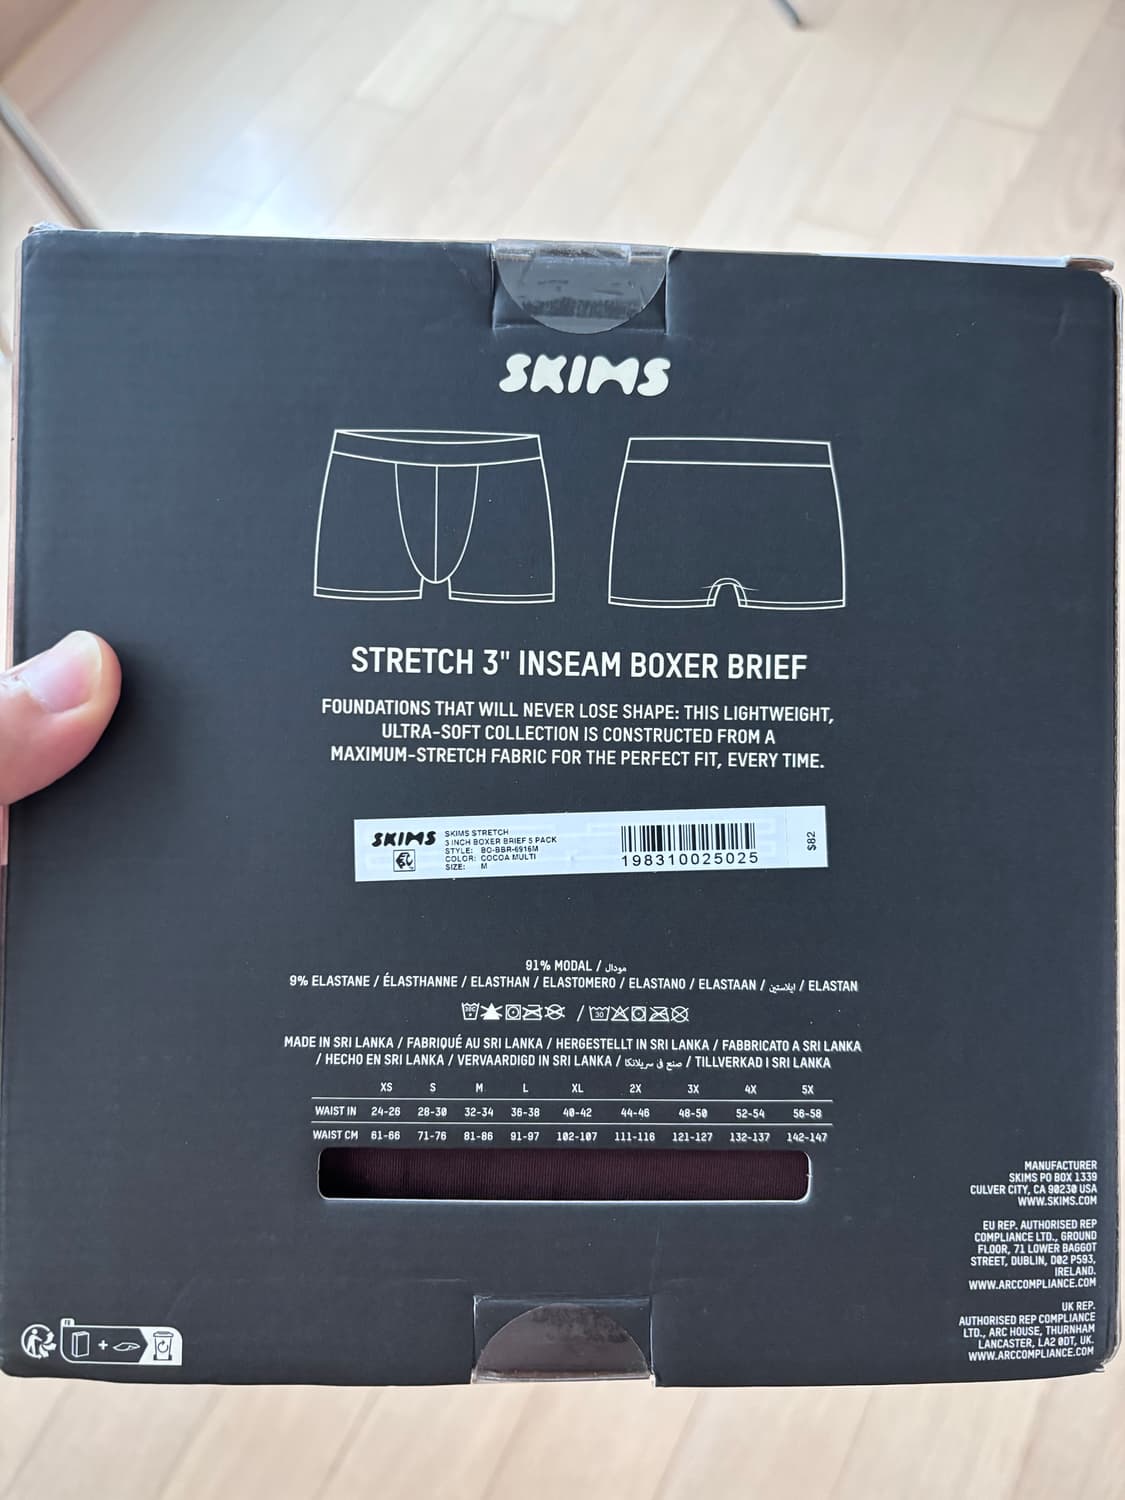 SKIMS
STRETCH 3" INSEAM BOXER BRIEF
FOUNDATIONS THAT WILL NEVER LOSE SHAPE: THIS LIGHTWEIGHT,
ULTRA-SOFT COLLECTION IS CONSTRUCTED FROM A
MAXIMUM-STRETCH FABRIC FOR THE PERFECT FIT, EVERY TIME.
SKIMS
SKIMS STRETCH
3 INCH BOXER BRIEF 5 PACK
STYLE: BO-BBR-6916M
COLOR: COCOA MULTI
SIZE: M
198310025025
$82
91% MODAL / مودال
9% ELASTANE / ÉLASTHANNE / ELASTHAN / ELASTOMERO / ELASTANO / ELASTAAN / ايلاستين / ELASTAN
30
MADE IN SRI LANKA / FABRIQUÉ AU SRI LANKA / HERGESTELLT IN SRI LANKA / FABBRICATO A SRI LANKA
/ HECHO EN SRI LANKA / VERVAARDIGD IN SRI LANKA / صنع في سريلانكا / TILLVERKAD I SRI LANKA
XS S M L XL 2X 3X 4X 5X
WAIST IN 24-26 28-30 32-34 36-38 40-42 44-46 48-50 52-54 56-58
WAIST CM 61-66 71-76 81-86 91-97 102-107 111-116 121-127 132-137 142-147
MANUFACTURER
SKIMS PO BOX 1339
CULVER CITY, CA 90230 USA
WWW.SKIMS.COM
EU REP. AUTHORISED REP
COMPLIANCE LTD., GROUND
FLOOR, 71 LOWER BAGGOT
STREET, DUBLIN, D02 P593,
IRELAND.
WWW.ARCCOMPLIANCE.COM
UK REP.
AUTHORISED REP COMPLIANCE
LTD., ARC HOUSE, THURNHAM
LANCASTER, LA2 0DT, UK.
WWW.ARCCOMPLIANCE.COM